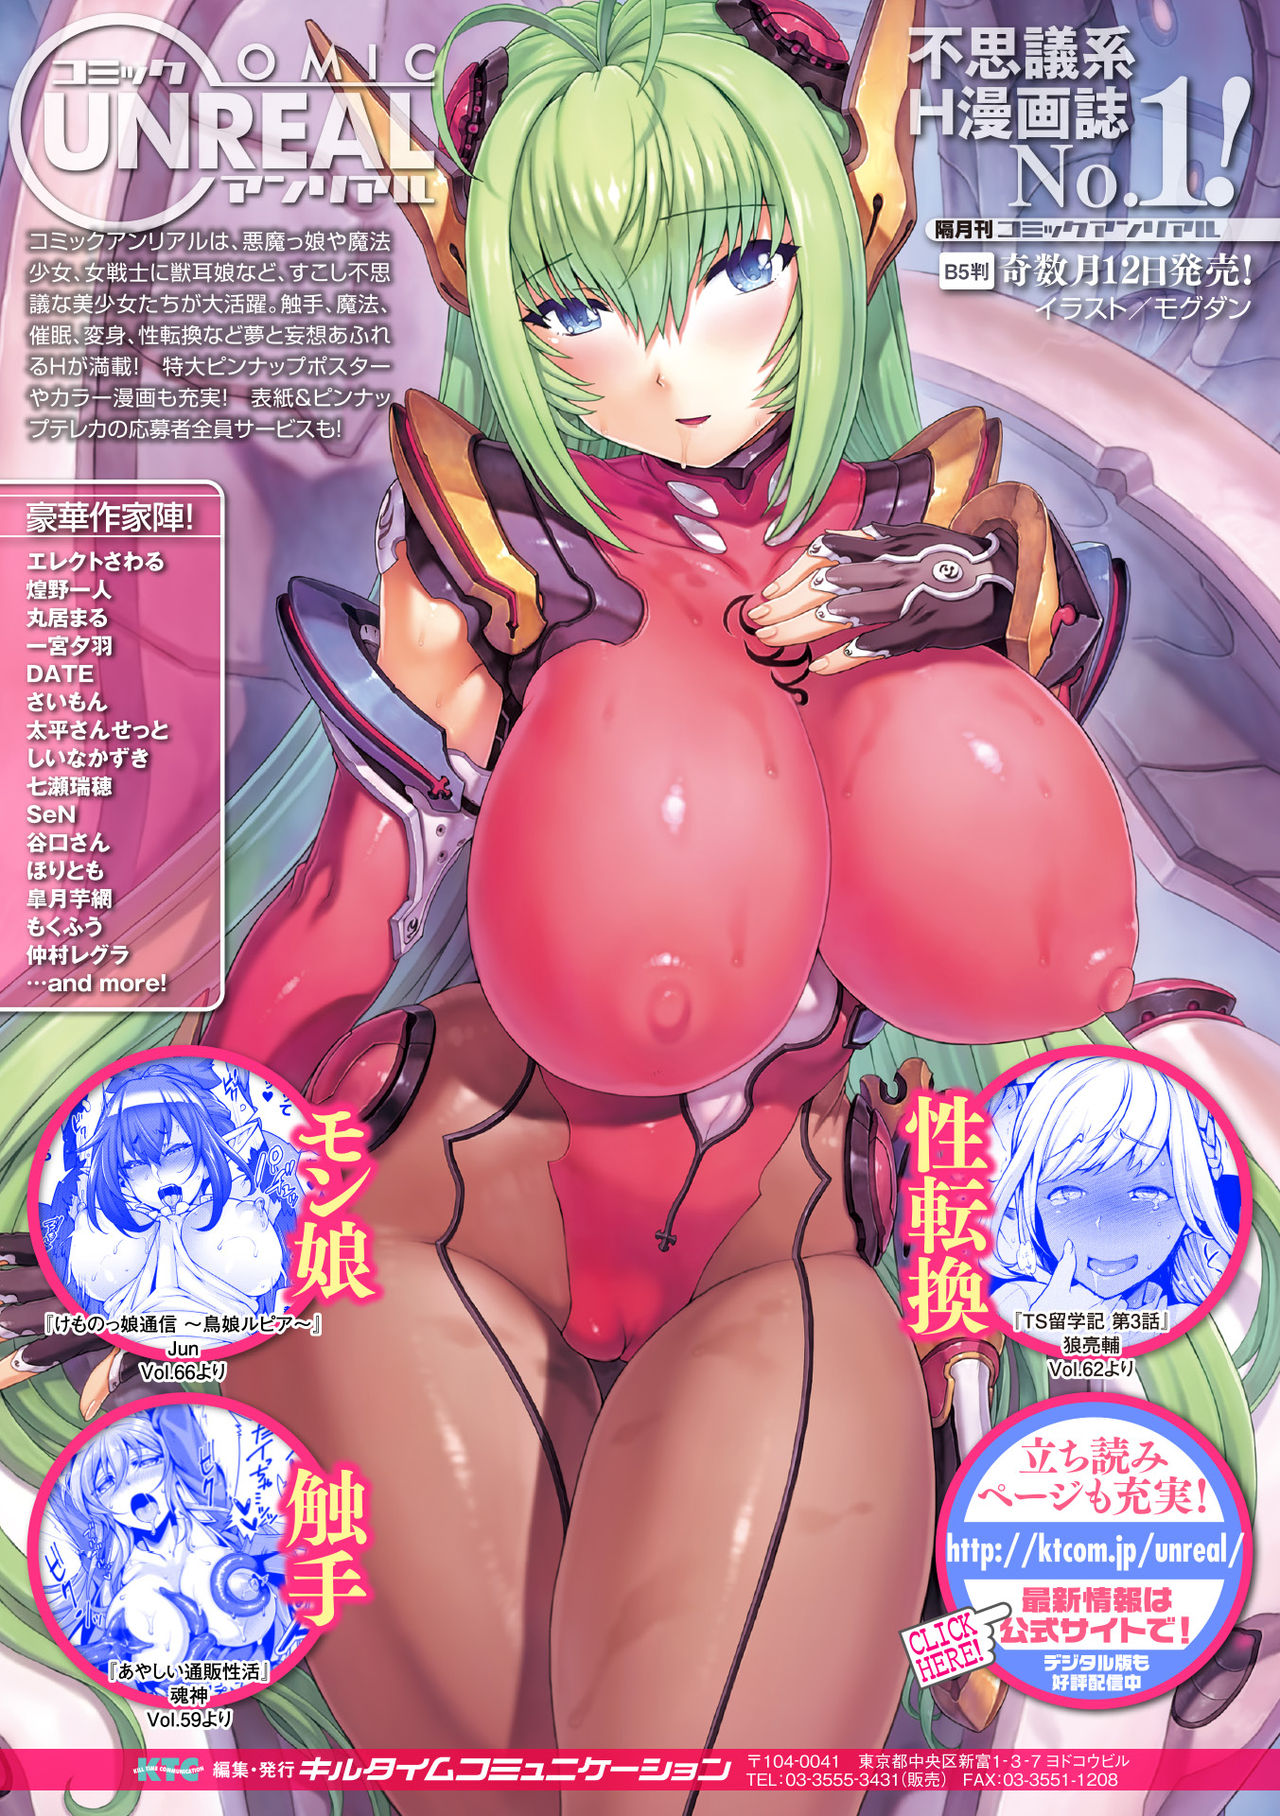 コミック
COMIC
UNREAL
アンリアル
コミックアンリアルは、悪魔っ娘や魔法
少女、女戦士に獣耳娘など、すこし不思
議な美少女たちが大活躍。触手、魔法、
催眠、変身、性転換など夢と妄想あふれ
るHが満載! 特大ピンナップポスター
やカラー漫画も充実! 表紙&ピンナッ
プテレカの応募者全員サービスも!
不思議系
H漫画誌
No.1!
隔月刊 コミックアンリアル
B5判 奇数月12日発売!
イラスト/モグダン
豪華作家陣!
エレクトさわる
煌野一人
丸居まる
一宮夕羽
DATE
さいもん
太平さんせっと
しいなかずき
七瀬瑞穂
SeN
谷口さん
ほりとも
皐月芋網
もくふう
仲村レグラ
…and more!
モン娘
『けものっ娘通信 ~鳥娘ルピア~』
Jun
Vol.66より
性転換
『TS留学記 第3話』
狼亮輔
Vol.62より
触手
『あやしい通販性活』
魂神
Vol.59より
立ち読み
ページも充実!
http://ktcom.jp/unreal/
最新情報は
公式サイトで!
デジタル版も
好評配信中
CLICK
HERE!
KTC
KILL TIME COMMUNICATION
編集・発行 キルタイムコミュニケーション
〒104-0041 東京都中央区新富1-3-7 ヨドコウビル
TEL:03-3555-3431(販売) FAX:03-3551-1208